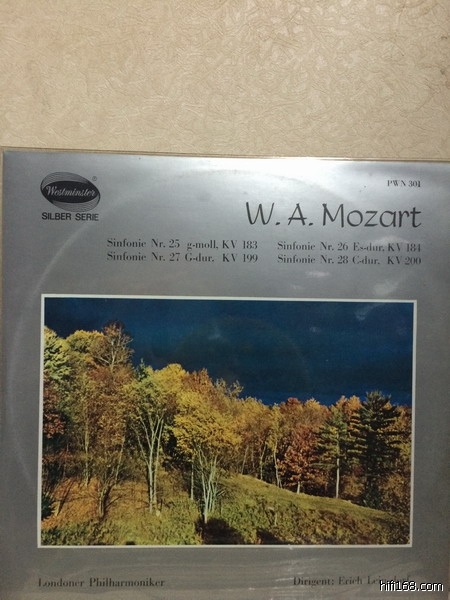 Westminster
®
SILBER SERIE
PWN 301
W. A. Mozart
Sinfonie Nr. 25 g-moll, KV 183
Sinfonie Nr. 26 Es-dur, KV 184
Sinfonie Nr. 27 G-dur, KV 199
Sinfonie Nr. 28 C-dur, KV 200
Londoner Philharmoniker
Dirigent: Erich
hifi168.com